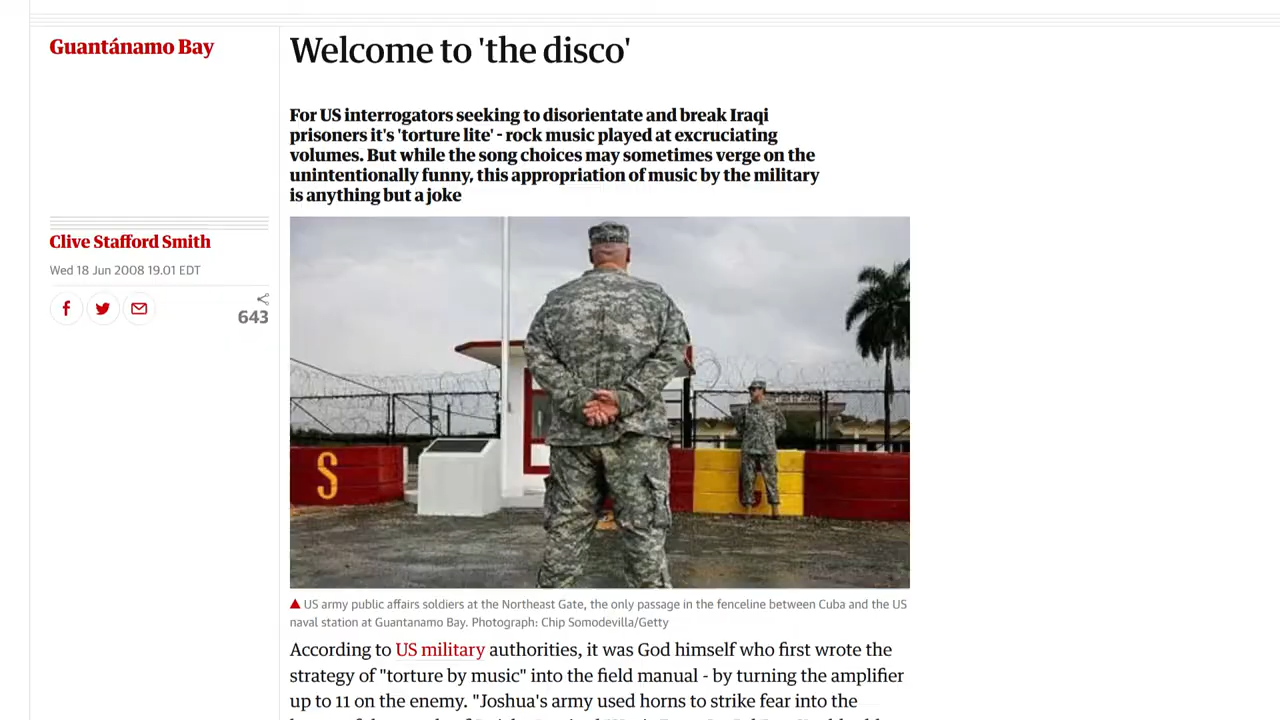 Guantánamo Bay
Welcome to 'the disco'
For US interrogators seeking to disorientate and break Iraqi
prisoners it's 'torture lite' - rock music played at excruciating
volumes. But while the song choices may sometimes verge on the
unintentionally funny, this appropriation of music by the military
is anything but a joke
Clive Stafford Smith
Wed 18 Jun 2008 19.01 EDT
643
S
US army public affairs soldiers at the Northeast Gate, the only passage in the fenceline between Cuba and the US
naval station at Guantanamo Bay. Photograph: Chip Somodevilla/Getty
According to US military authorities, it was God himself who first wrote the
strategy of "torture by music" into the field manual - by turning the amplifier
up to 11 on the enemy. "Joshua's army used horns to strike fear into the